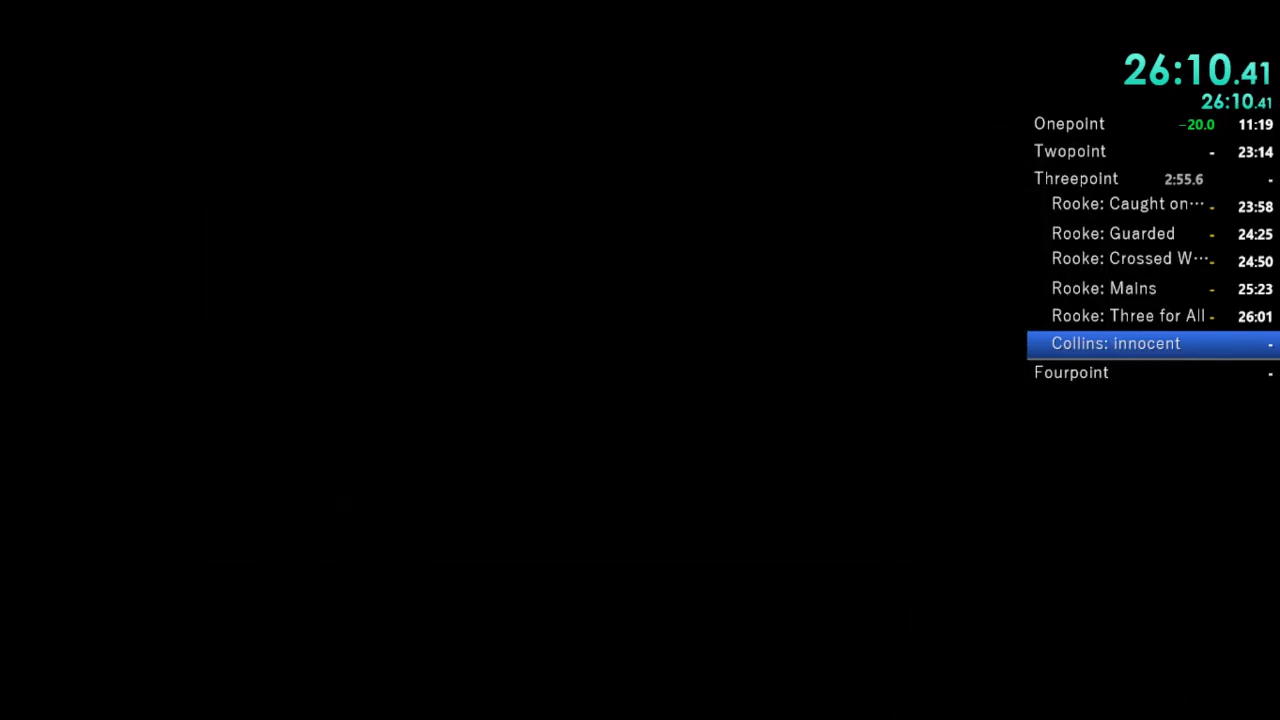 26:10.41
26:10.41
Onepoint −20.0 11:19
Twopoint - 23:14
Threepoint 2:55.6 -
Rooke: Caught on… - 23:58
Rooke: Guarded - 24:25
Rooke: Crossed W… - 24:50
Rooke: Mains - 25:23
Rooke: Three for All - 26:01
Collins: innocent -
Fourpoint -